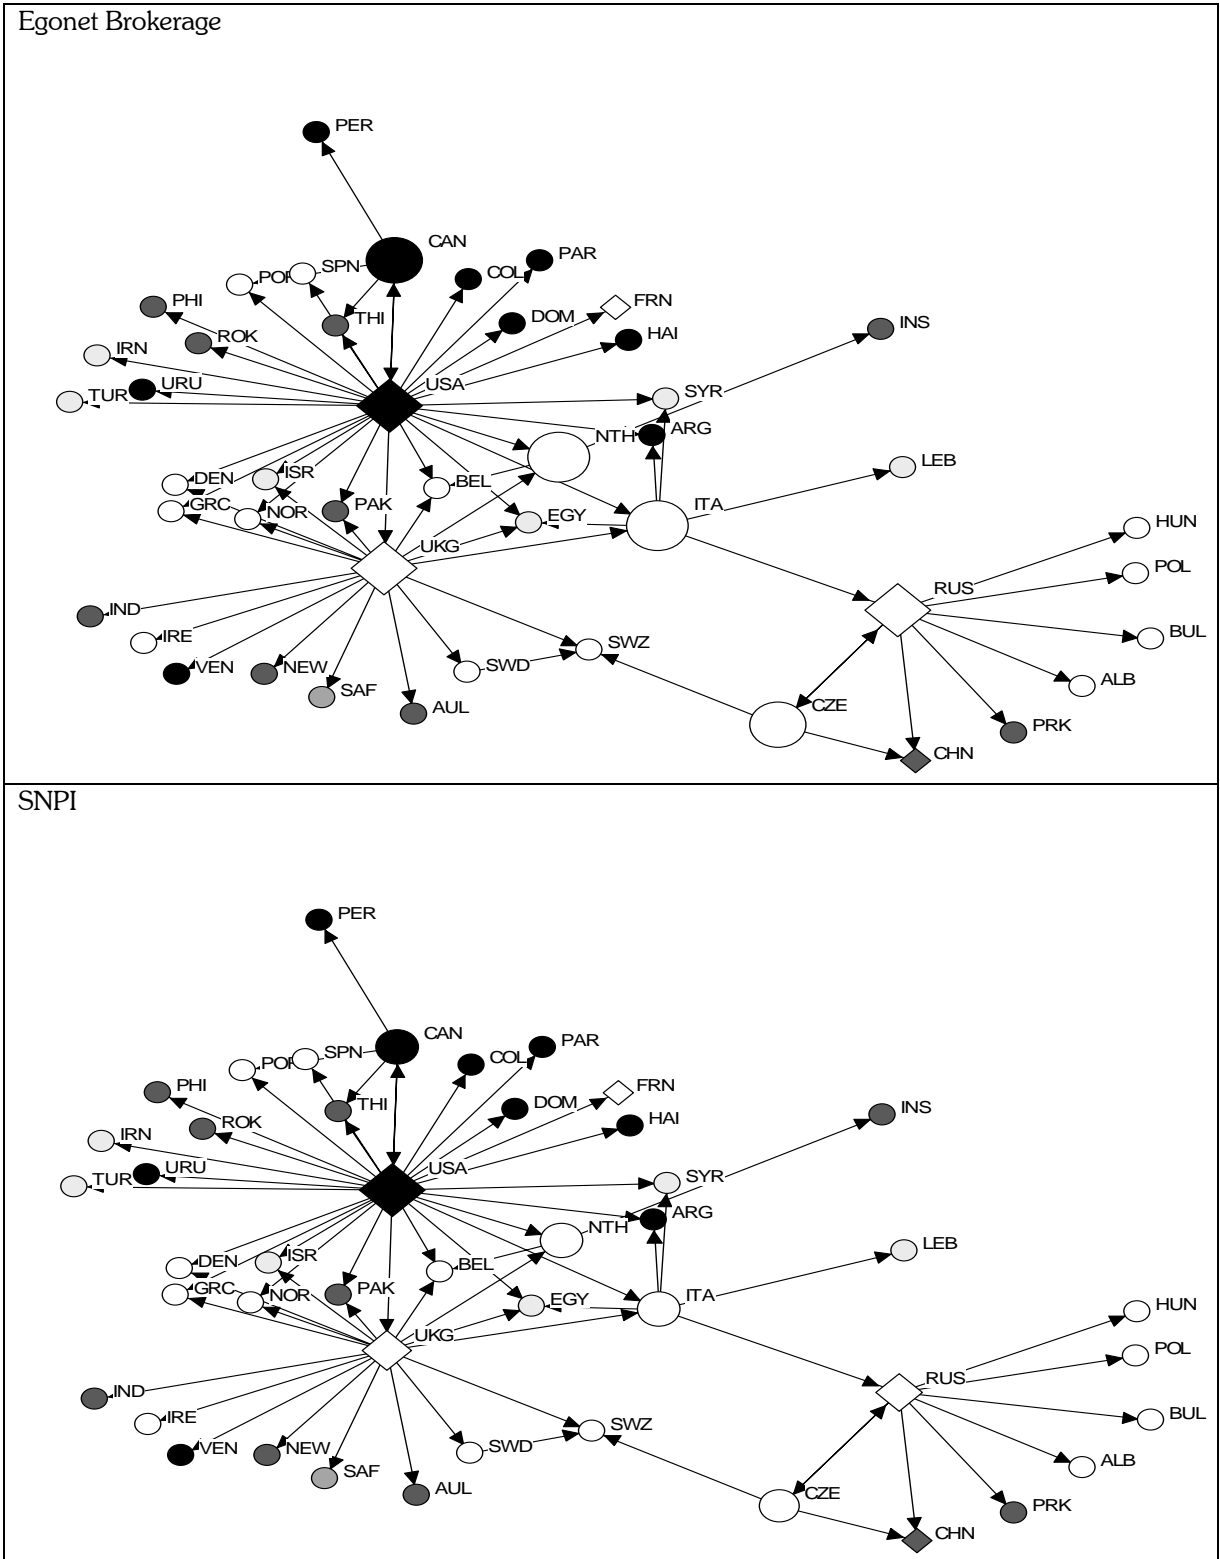 Egonet Brokerage
PER
CAN
PAR
SPN
COL
POR
FRN
PHI
THI
DOM
INS
ROK
HAI
IRN
USA
URU
SYR
TUR
NTH
ARG
LEB
DEN
ISR
BEL
GRC
NOR
PAK
ITA
EGY
HUN
UKG
POL
RUS
IND
BUL
IRE
SWZ
VEN
NEW
SWD
ALB
SAF
AUL
CZE
PRK
CHN
SNPI
PER
CAN
PAR
SPN
COL
POR
FRN
PHI
THI
DOM
INS
ROK
HAI
IRN
USA
URU
SYR
TUR
NTH
ARG
LEB
DEN
ISR
BEL
GRC
NOR
PAK
ITA
EGY
HUN
UKG
POL
RUS
IND
BUL
IRE
SWZ
VEN
NEW
SWD
ALB
SAF
AUL
CZE
PRK
CHN